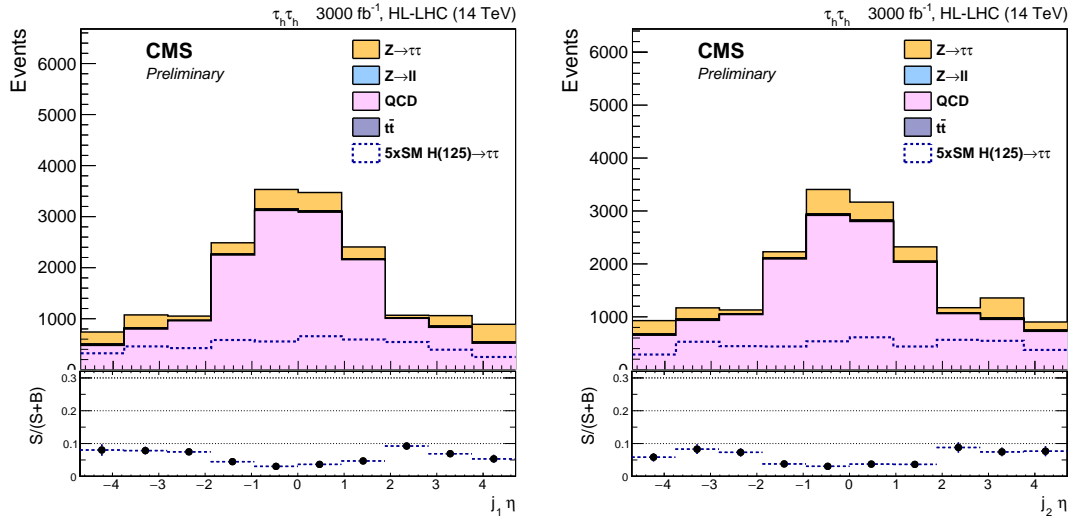 τhτh 3000 fb-1, HL-LHC (14 TeV)
Events
6000
5000
4000
3000
2000
1000
0
CMS
Preliminary
Z→ττ
Z→ll
QCD
tt̄
5xSM H(125)→ττ
S/(S+B)
0.3
0.2
0.1
0
−4 −3 −2 −1 0 1 2 3 4
j1 η
τhτh 3000 fb-1, HL-LHC (14 TeV)
Events
6000
5000
4000
3000
2000
1000
0
CMS
Preliminary
Z→ττ
Z→ll
QCD
tt̄
5xSM H(125)→ττ
S/(S+B)
0.3
0.2
0.1
0
−4 −3 −2 −1 0 1 2 3 4
j2 η